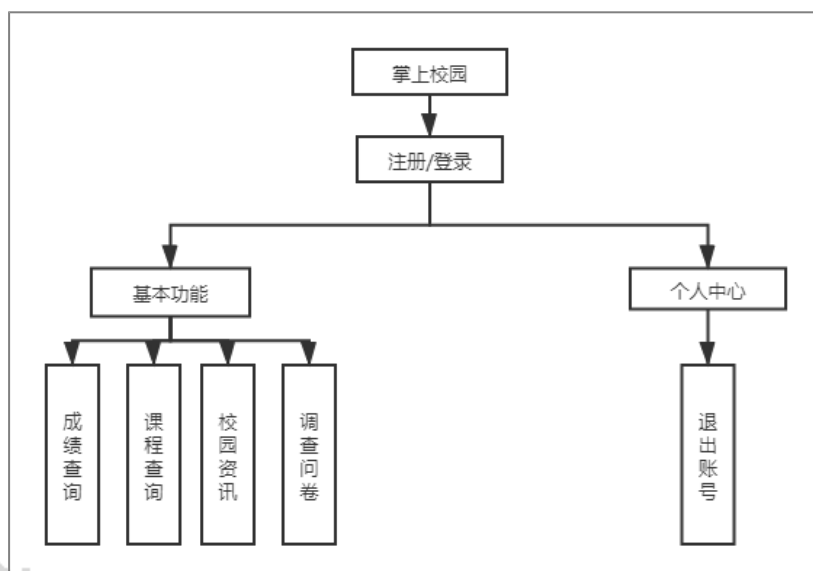 掌上校园
注册/登录
基本功能
个人中心
成绩查询
课程查询
校园资讯
调查问卷
退出账号